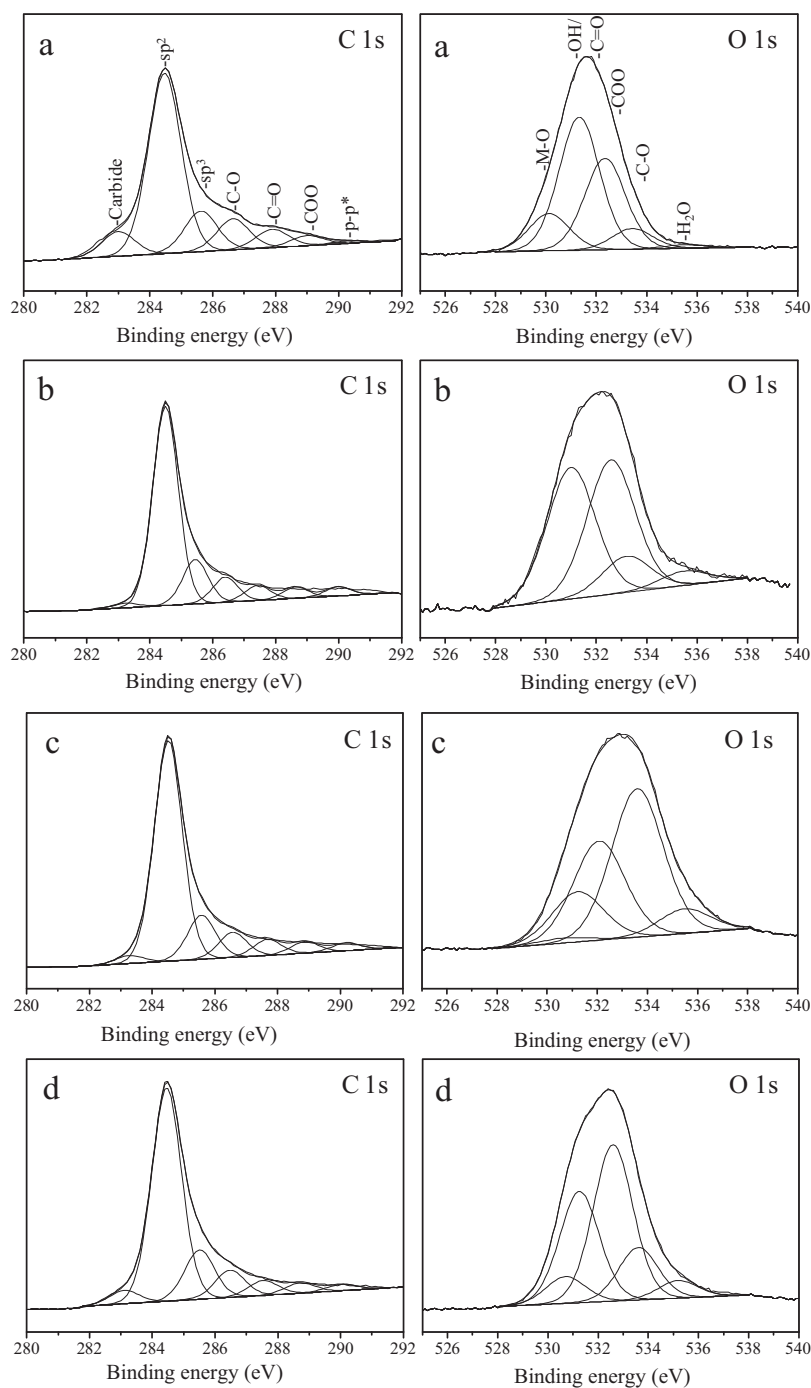 a
C 1s
-Carbide
-sp²
-sp³
-C-O
-C=O
-COO
-p-p*
280 282 284 286 288 290 292
Binding energy (eV)
a
O 1s
-M-O
-OH/
-C=O
-COO
-C-O
-H₂O
526 528 530 532 534 536 538 540
Binding energy (eV)
b
C 1s
280 282 284 286 288 290 292
Binding energy (eV)
b
O 1s
526 528 530 532 534 536 538 540
Binding energy (eV)
c
C 1s
280 282 284 286 288 290 292
Binding energy (eV)
c
O 1s
526 528 530 532 534 536 538 540
Binding energy (eV)
d
C 1s
280 282 284 286 288 290 292
Binding energy (eV)
d
O 1s
526 528 530 532 534 536 538 540
Binding energy (eV)